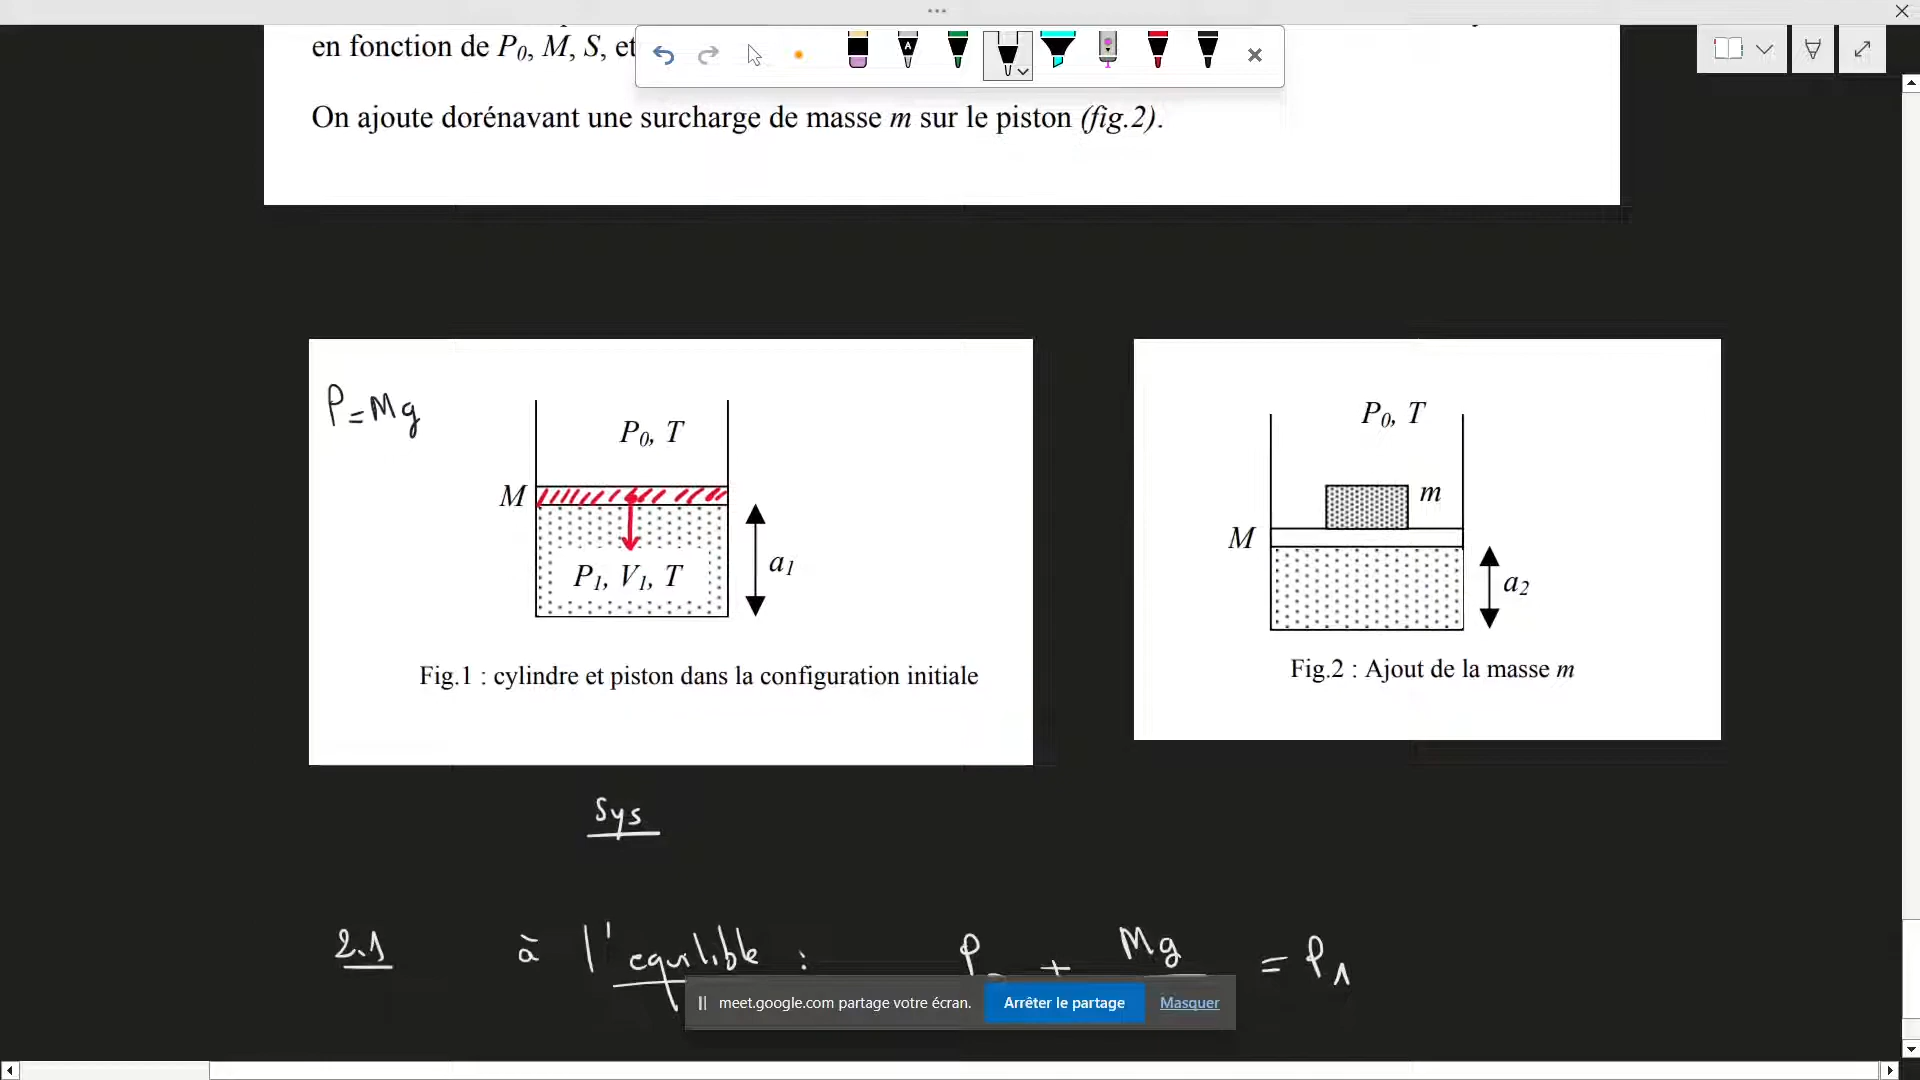 en fonction de P0, M, S, et
A
On ajoute dorénavant une surcharge de masse m sur le piston (fig.2).
P=Mg
P0, T
M
P1, V1, T
a1
Fig.1 : cylindre et piston dans la configuration initiale
P0, T
m
M
a2
Fig.2 : Ajout de la masse m
Sys
2.1 à l'equilible : P + Mg = P1
meet.google.com partage votre écran. Arrêter le partage Masquer